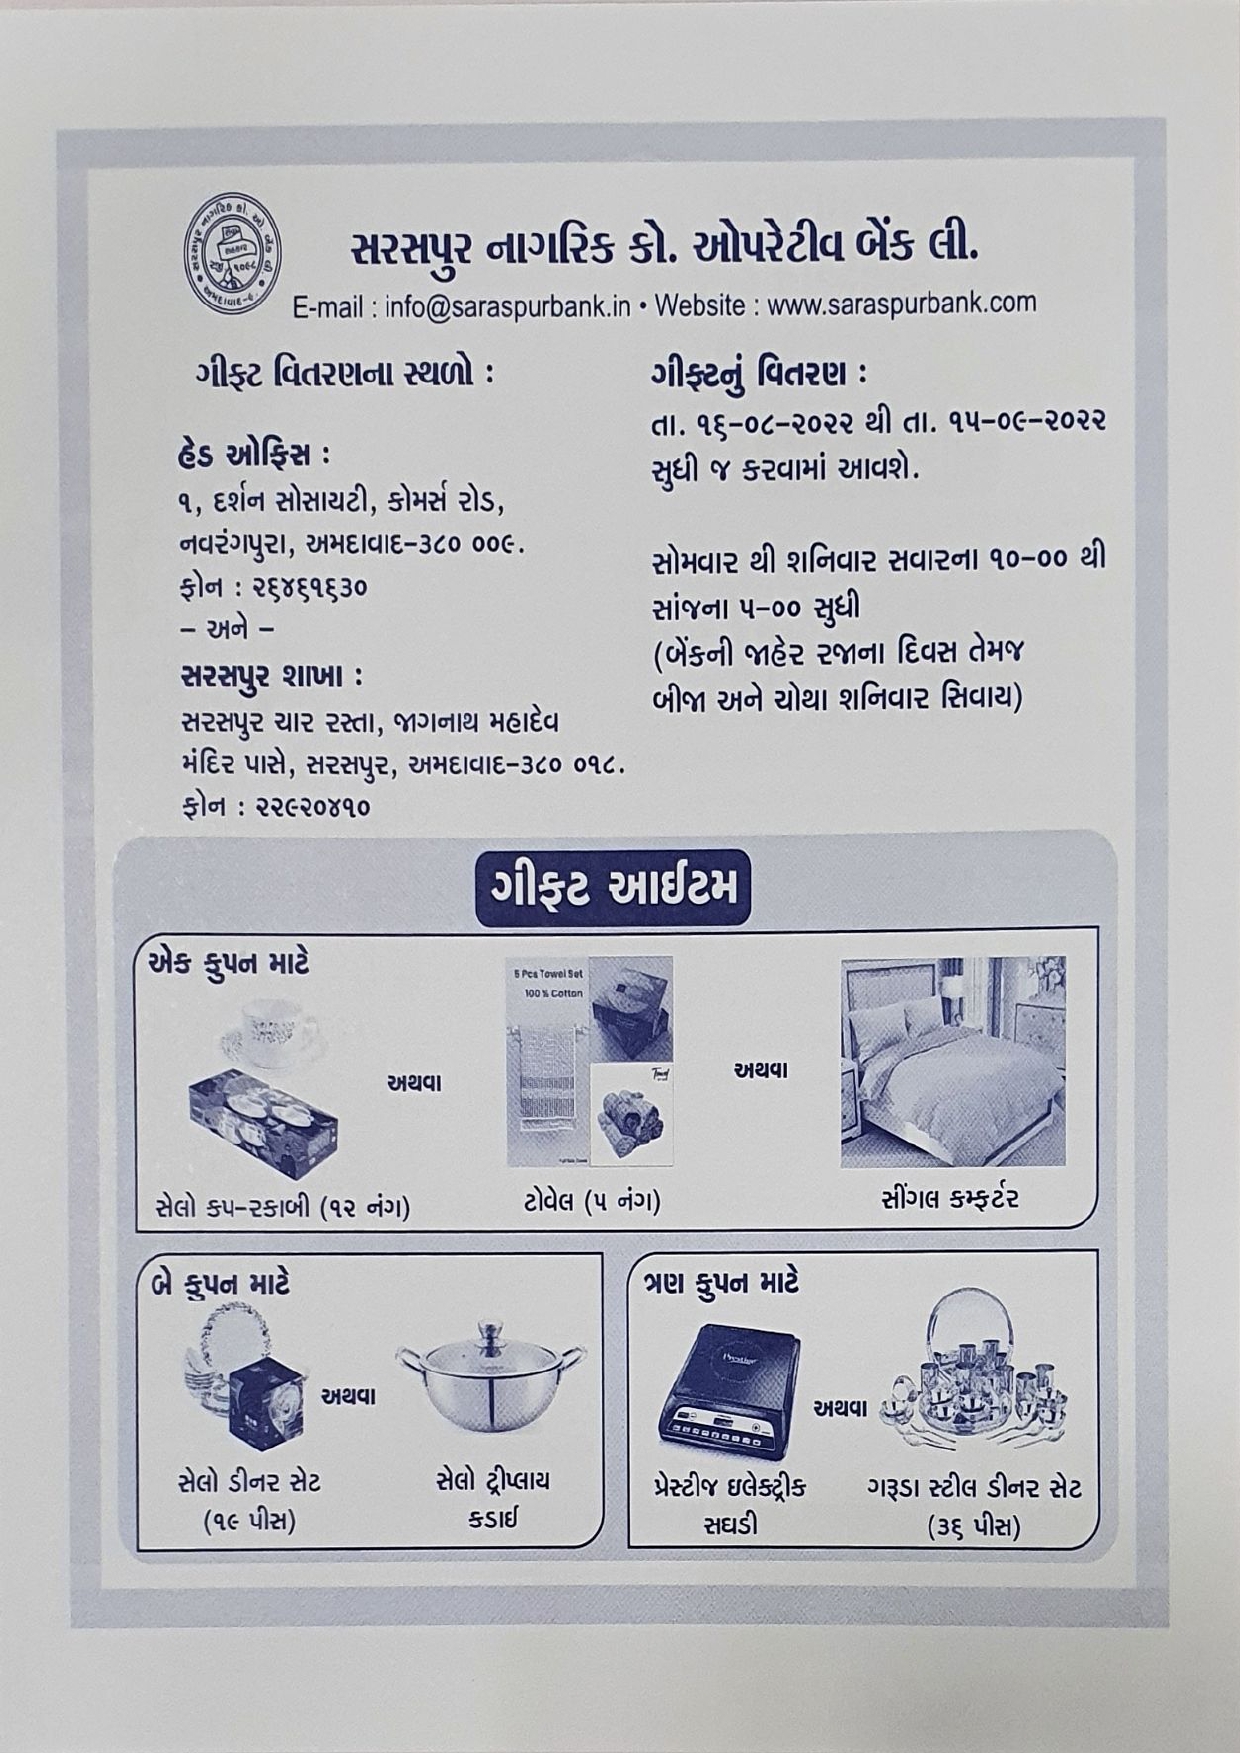 સરસપુર નાગરિક કો. ઓપરેટીવ બેંક લી.
E-mail : info@saraspurbank.in • Website : www.saraspurbank.com
ગીફ્ટ વિતરણના સ્થળો :
હેડ ઓફિસ :
૧, દર્શન સોસાયટી, કોમર્સ રોડ,
નવરંગપુરા, અમદાવાદ-૩૮૦ ૦૦૯.
ફોન : ૨૬૪૬૧૬૩૦
– અને –
સરસપુર શાખા :
સરસપુર ચાર રસ્તા, જાગનાથ મહાદેવ
મંદિર પાસે, સરસપુર, અમદાવાદ-૩૮૦ ૦૧૮.
ફોન : ૨૨૯૨૦૪૧૦
ગીફ્ટનું વિતરણ :
તા. ૧૬-૦૮-૨૦૨૨ થી તા. ૧૫-૦૯-૨૦૨૨
સુધી જ કરવામાં આવશે.
સોમવાર થી શનિવાર સવારના ૧૦-૦૦ થી
સાંજના ૫-૦૦ સુધી
(બેંકની જાહેર રજાના દિવસ તેમજ
બીજા અને ચોથા શનિવાર સિવાય)
ગીફ્ટ આઈટમ
એક કુપન માટે
5 Pcs Towel Set
100% Cotton
Towel
અથવા
અથવા
સેલો કપ-રકાબી (૧૨ નંગ)
ટોવેલ (૫ નંગ)
સીંગલ કમ્ફર્ટર
બે કુપન માટે
અથવા
સેલો ડીનર સેટ
(૧૯ પીસ)
સેલો ટ્રીપ્લાય
કડાઈ
ત્રણ કુપન માટે
Prestige
અથવા
પ્રેસ્ટીજ ઇલેક્ટ્રીક
સઘડી
ગરૂડા સ્ટીલ ડીનર સેટ
(૩૬ પીસ)